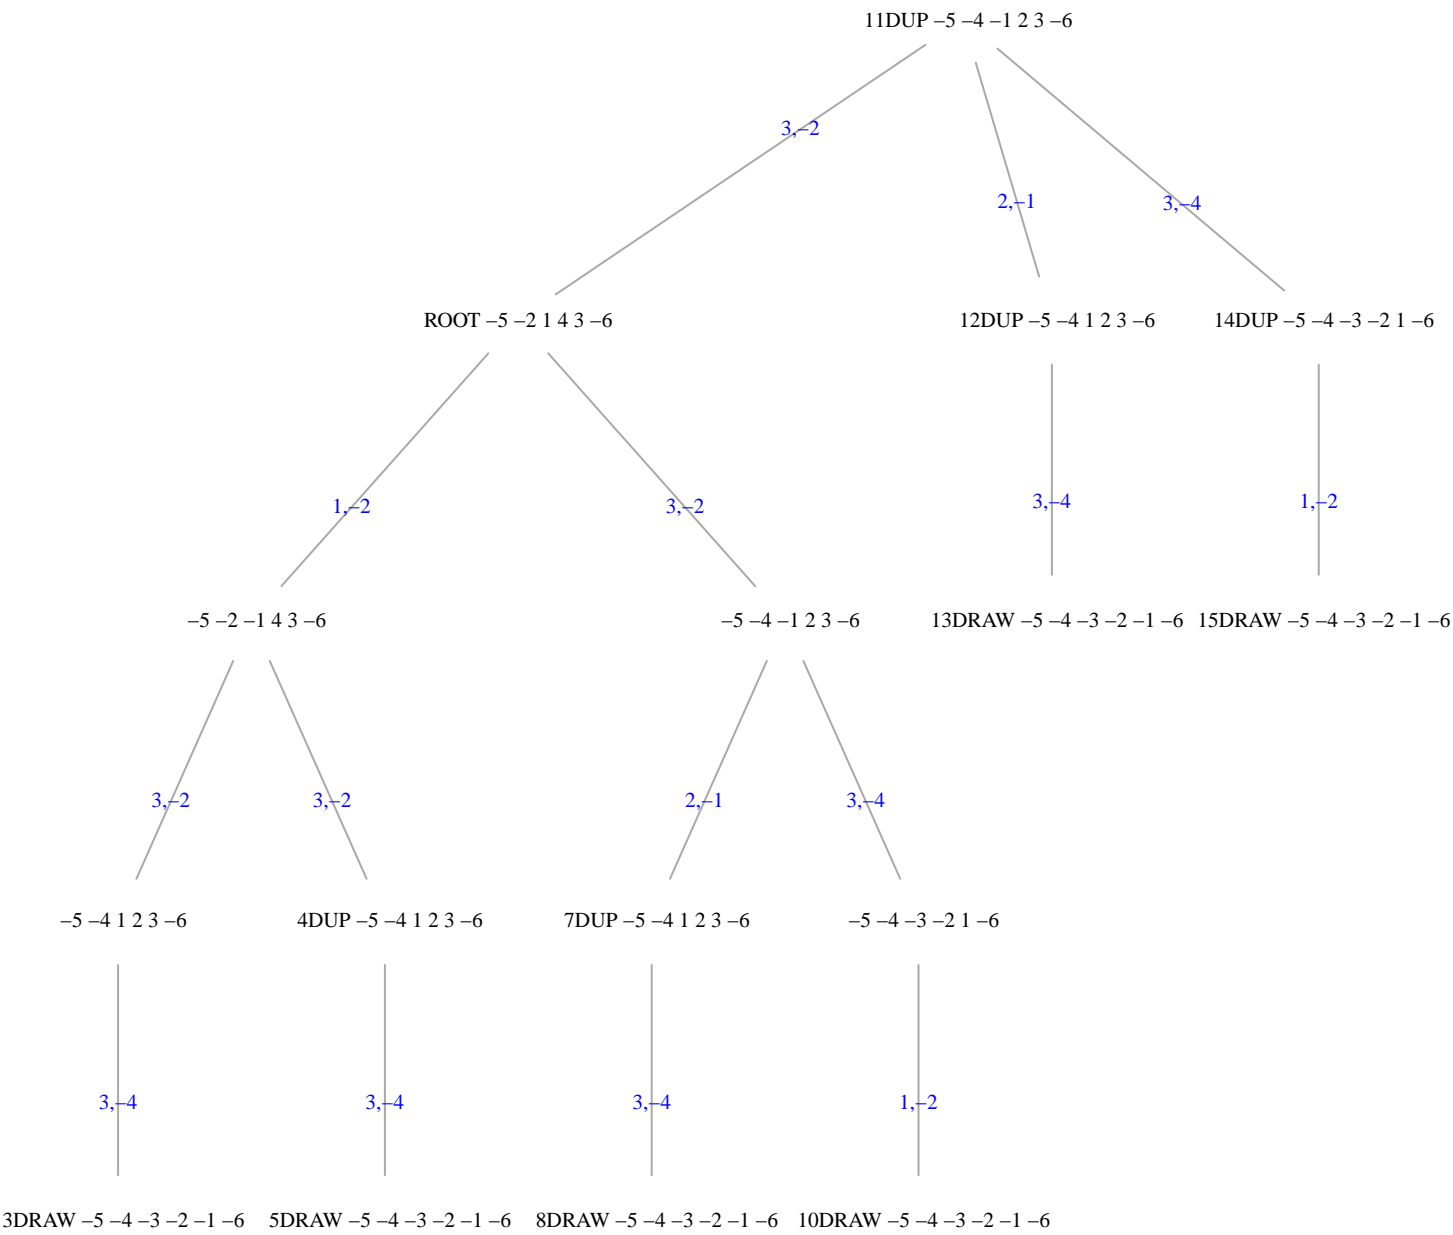 11DUP –5 –4 –1 2 3 –6
3,–2
2,–1
3,–4
ROOT –5 –2 1 4 3 –6
12DUP –5 –4 1 2 3 –6
14DUP –5 –4 –3 –2 1 –6
1,–2
3,–2
3,–4
1,–2
–5 –2 –1 4 3 –6
–5 –4 –1 2 3 –6
13DRAW –5 –4 –3 –2 –1 –6
15DRAW –5 –4 –3 –2 –1 –6
3,–2
3,–2
2,–1
3,–4
–5 –4 1 2 3 –6
4DUP –5 –4 1 2 3 –6
7DUP –5 –4 1 2 3 –6
–5 –4 –3 –2 1 –6
3,–4
3,–4
3,–4
1,–2
3DRAW –5 –4 –3 –2 –1 –6
5DRAW –5 –4 –3 –2 –1 –6
8DRAW –5 –4 –3 –2 –1 –6
10DRAW –5 –4 –3 –2 –1 –6